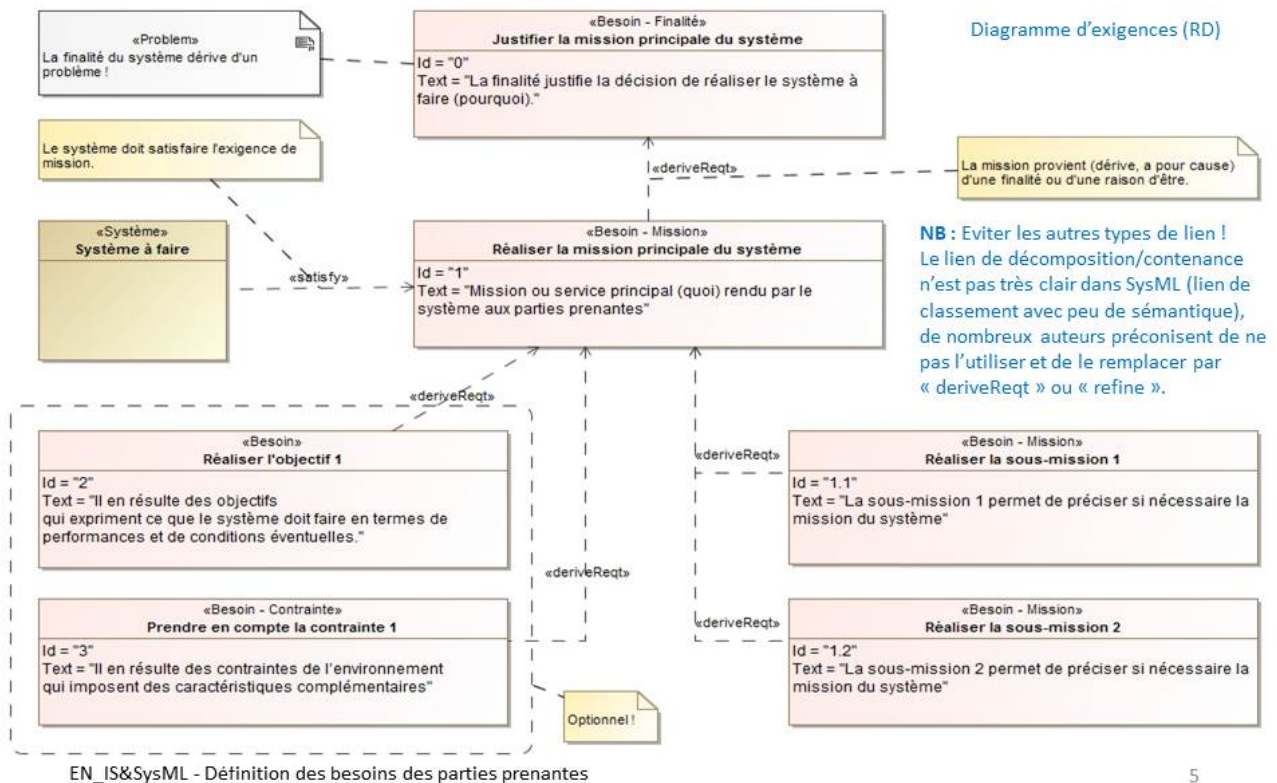 «Problem»
La finalité du système dérive d'un
problème !
«Besoin - Finalité»
Justifier la mission principale du système
Id = "0"
Text = "La finalité justifie la décision de réaliser le système à
faire (pourquoi)."
Diagramme d'exigences (RD)
Le système doit satisfaire l'exigence de
mission.
«deriveReqt»
La mission provient (dérive, a pour cause)
d'une finalité ou d'une raison d'être.
«Système»
Système à faire
«satisfy»
«Besoin - Mission»
Réaliser la mission principale du système
Id = "1"
Text = "Mission ou service principal (quoi) rendu par le
système aux parties prenantes"
NB : Eviter les autres types de lien !
Le lien de décomposition/contenance
n'est pas très clair dans SysML (lien de
classement avec peu de sémantique),
de nombreux auteurs préconisent de ne
pas l'utiliser et de le remplacer par
« deriveReqt » ou « refine ».
«deriveReqt»
«Besoin»
Réaliser l'objectif 1
Id = "2"
Text = "Il en résulte des objectifs
qui expriment ce que le système doit faire en termes de
performances et de conditions éventuelles."
«deriveReqt»
«Besoin - Mission»
Réaliser la sous-mission 1
Id = "1.1"
Text = "La sous-mission 1 permet de préciser si nécessaire la
mission du système"
«deriveReqt»
«Besoin - Contrainte»
Prendre en compte la contrainte 1
Id = "3"
Text = "Il en résulte des contraintes de l'environnement
qui imposent des caractéristiques complémentaires"
«deriveReqt»
«Besoin - Mission»
Réaliser la sous-mission 2
Id = "1.2"
Text = "La sous-mission 2 permet de préciser si nécessaire la
mission du système"
Optionnel !
EN_IS&SysML - Définition des besoins des parties prenantes
5